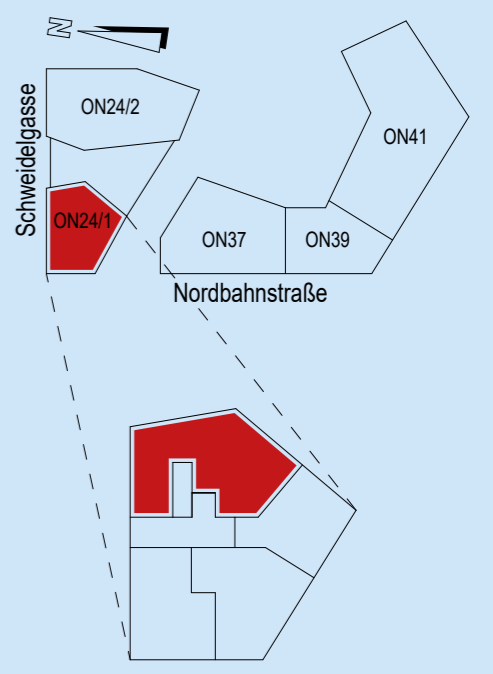 N
ON24/2
ON41
Schweidelgasse
ON24/1
ON37
ON39
Nordbahnstraße